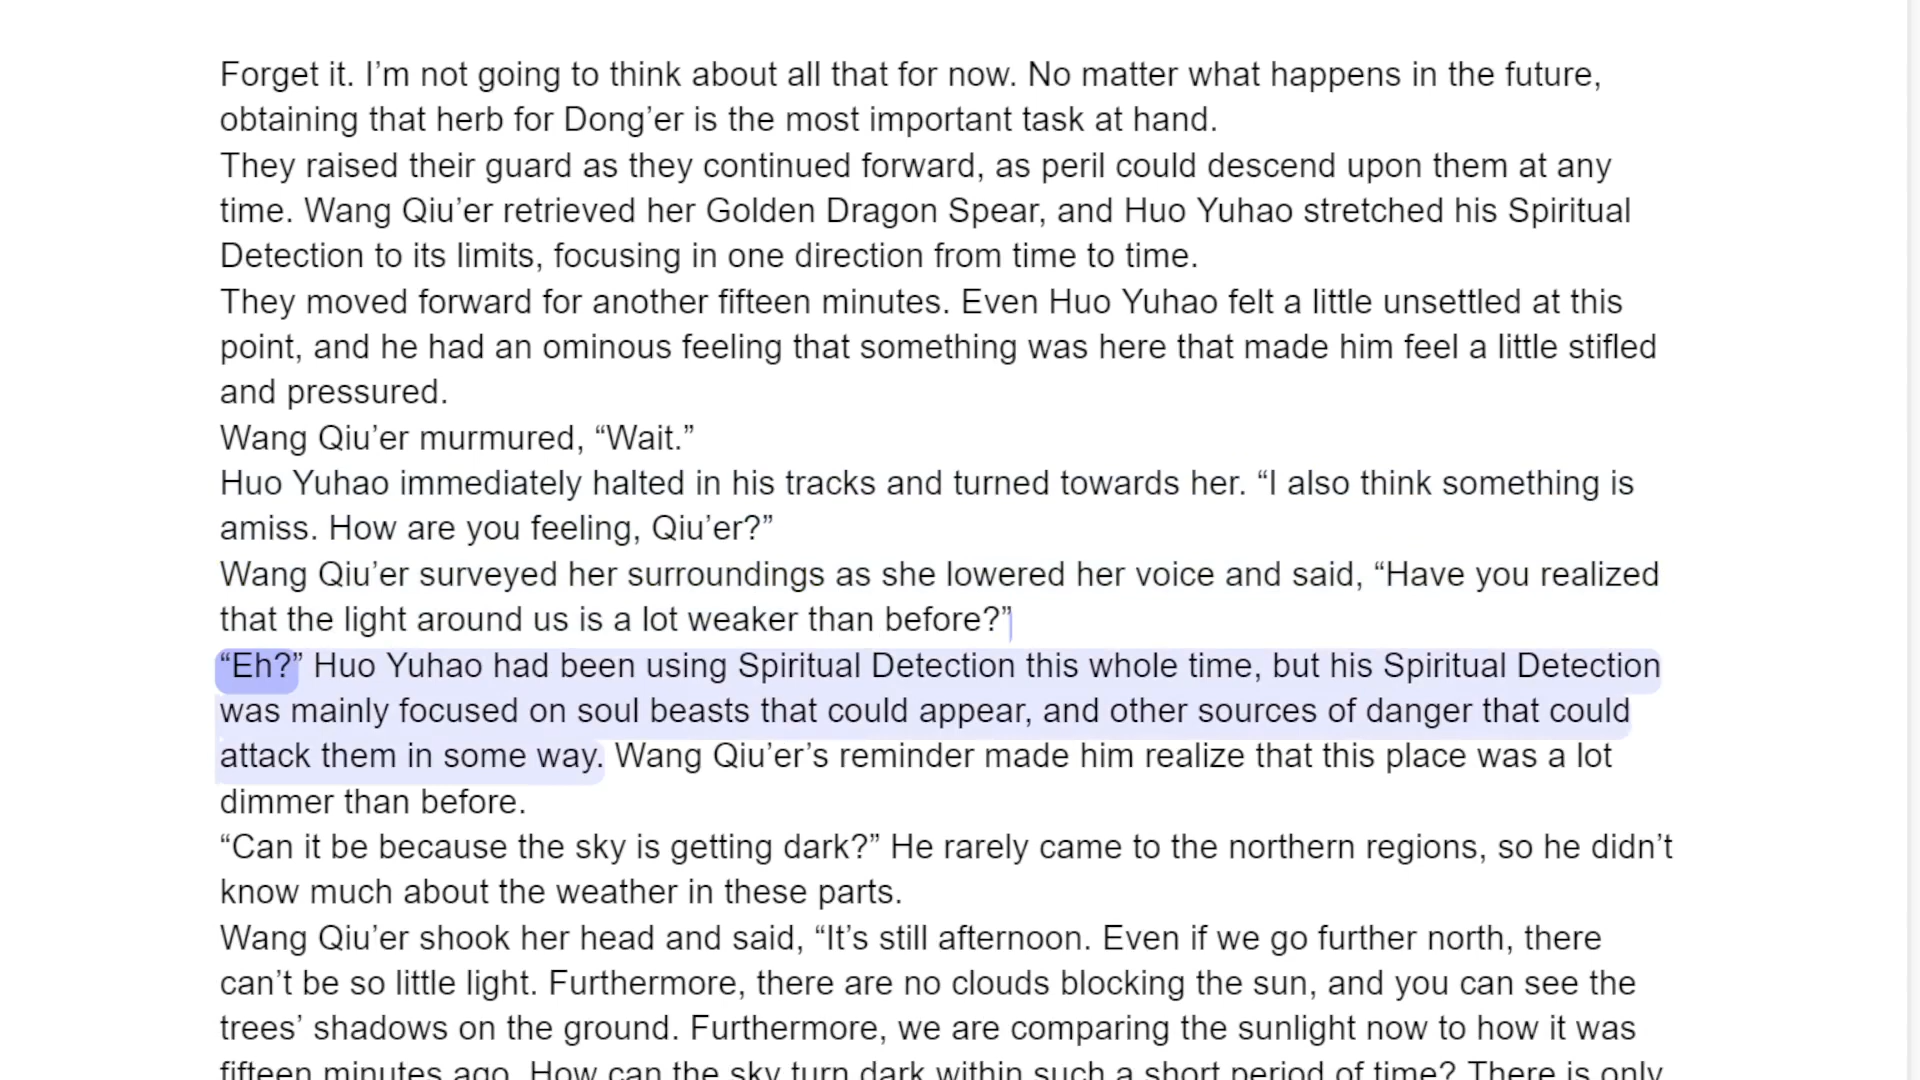 Forget it. I’m not going to think about all that for now. No matter what happens in the future,
obtaining that herb for Dong’er is the most important task at hand.
They raised their guard as they continued forward, as peril could descend upon them at any
time. Wang Qiu’er retrieved her Golden Dragon Spear, and Huo Yuhao stretched his Spiritual
Detection to its limits, focusing in one direction from time to time.
They moved forward for another fifteen minutes. Even Huo Yuhao felt a little unsettled at this
point, and he had an ominous feeling that something was here that made him feel a little stifled
and pressured.
Wang Qiu’er murmured, “Wait.”
Huo Yuhao immediately halted in his tracks and turned towards her. “I also think something is
amiss. How are you feeling, Qiu’er?”
Wang Qiu’er surveyed her surroundings as she lowered her voice and said, “Have you realized
that the light around us is a lot weaker than before?”
“Eh?” Huo Yuhao had been using Spiritual Detection this whole time, but his Spiritual Detection
was mainly focused on soul beasts that could appear, and other sources of danger that could
attack them in some way. Wang Qiu’er’s reminder made him realize that this place was a lot
dimmer than before.
“Can it be because the sky is getting dark?” He rarely came to the northern regions, so he didn’t
know much about the weather in these parts.
Wang Qiu’er shook her head and said, “It’s still afternoon. Even if we go further north, there
can’t be so little light. Furthermore, there are no clouds blocking the sun, and you can see the
trees’ shadows on the ground. Furthermore, we are comparing the sunlight now to how it was
fifteen minutes ago. How can the sky turn dark within such a short period of time? There is only